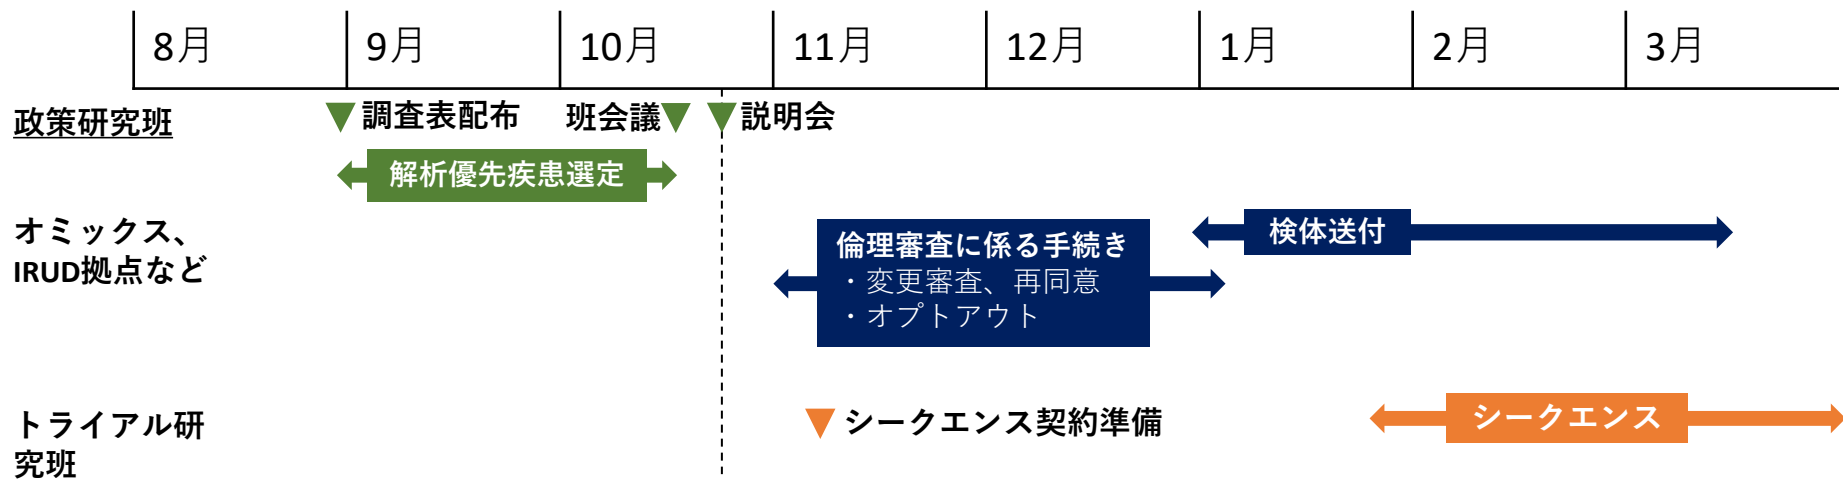 8月 9月 10月 11月 12月 1月 2月 3月
政策研究班
▼調査表配布 班会議▼ ▼説明会
解析優先疾患選定
オミックス、
IRUD拠点など
倫理審査に係る手続き
・変更審査、再同意
・オプトアウト
検体送付
トライアル研
究班
▼シークエンス契約準備
シークエンス